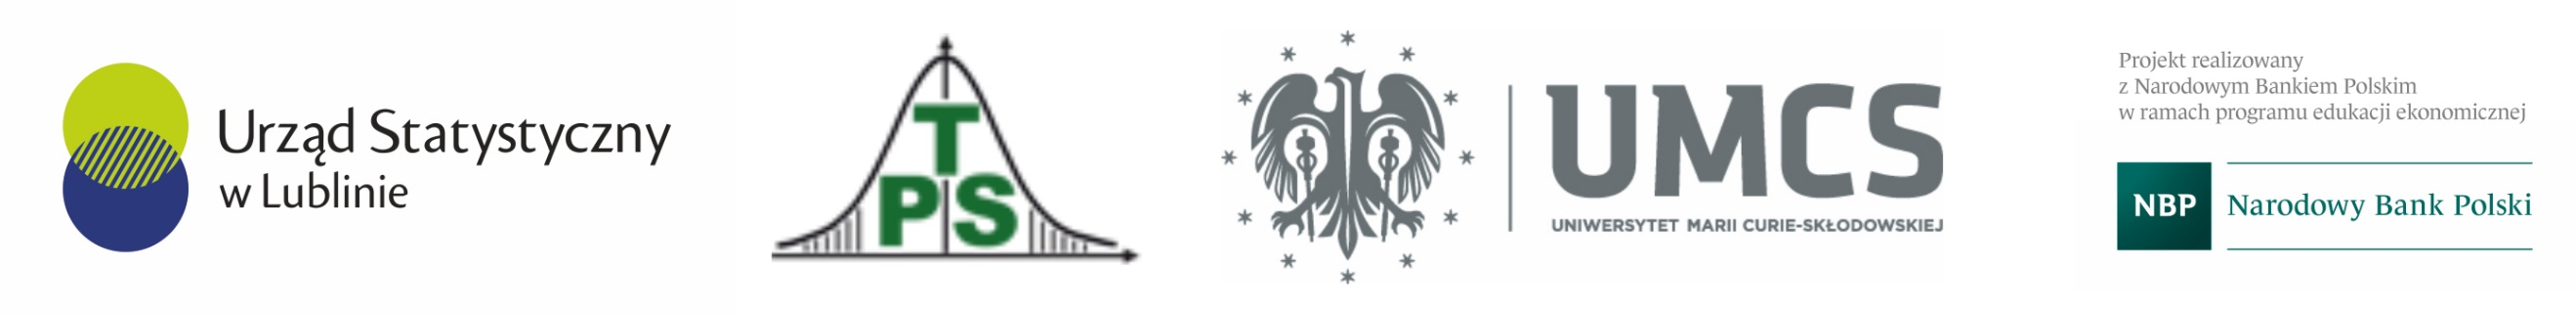 Urząd Statystyczny
w Lublinie
T
PS
UMCS
UNIWERSYTET MARII CURIE-SKŁODOWSKIEJ
Projekt realizowany
z Narodowym Bankiem Polskim
w ramach programu edukacji ekonomicznej
NBP Narodowy Bank Polski